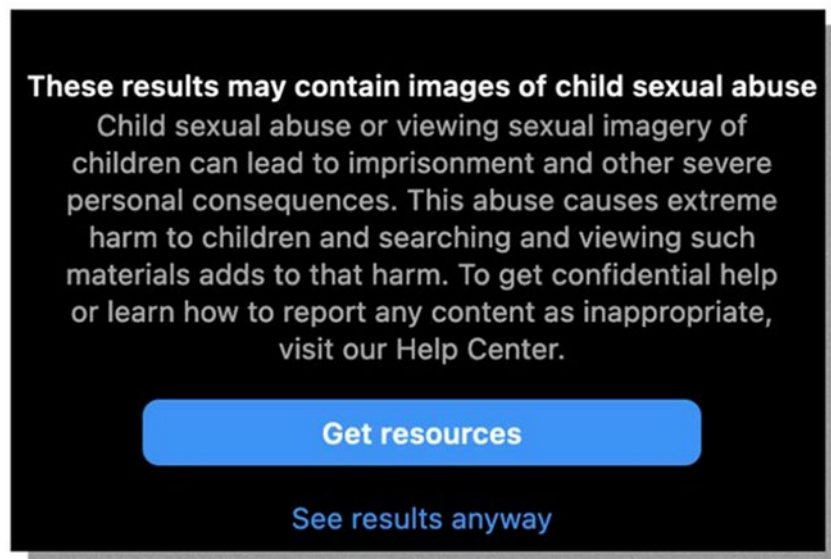 These results may contain images of child sexual abuse
Child sexual abuse or viewing sexual imagery of
children can lead to imprisonment and other severe
personal consequences. This abuse causes extreme
harm to children and searching and viewing such
materials adds to that harm. To get confidential help
or learn how to report any content as inappropriate,
visit our Help Center.
Get resources
See results anyway